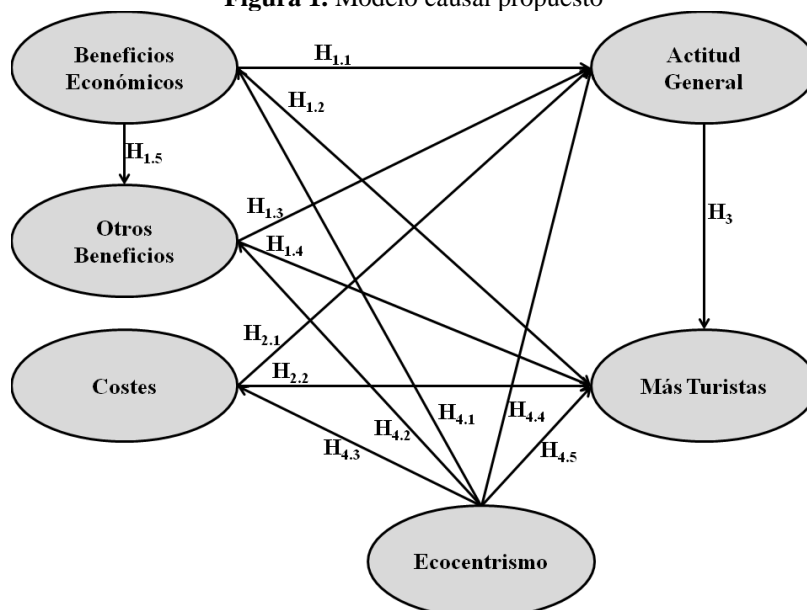 Figura 1. Modelo causal propuesto
Beneficios
Económicos
Actitud
General
H1.1
H1.2
H1.5
Otros
Beneficios
H1.3
H1.4
H3
Costes
H2.1
H2.2
Más Turistas
H4.3
H4.2
H4.1
H4.4
H4.5
Ecocentrismo